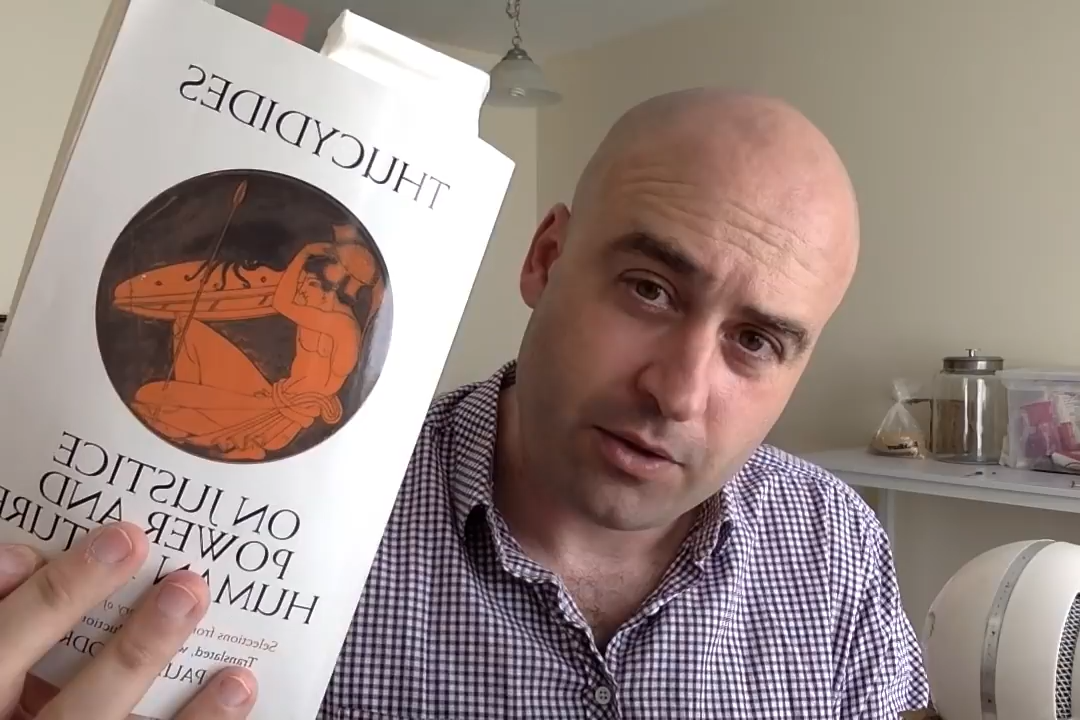 THUCYDIDES
ON JUSTICE
POWER AND
HUMAN
Selections from
Translated, w
PAUL